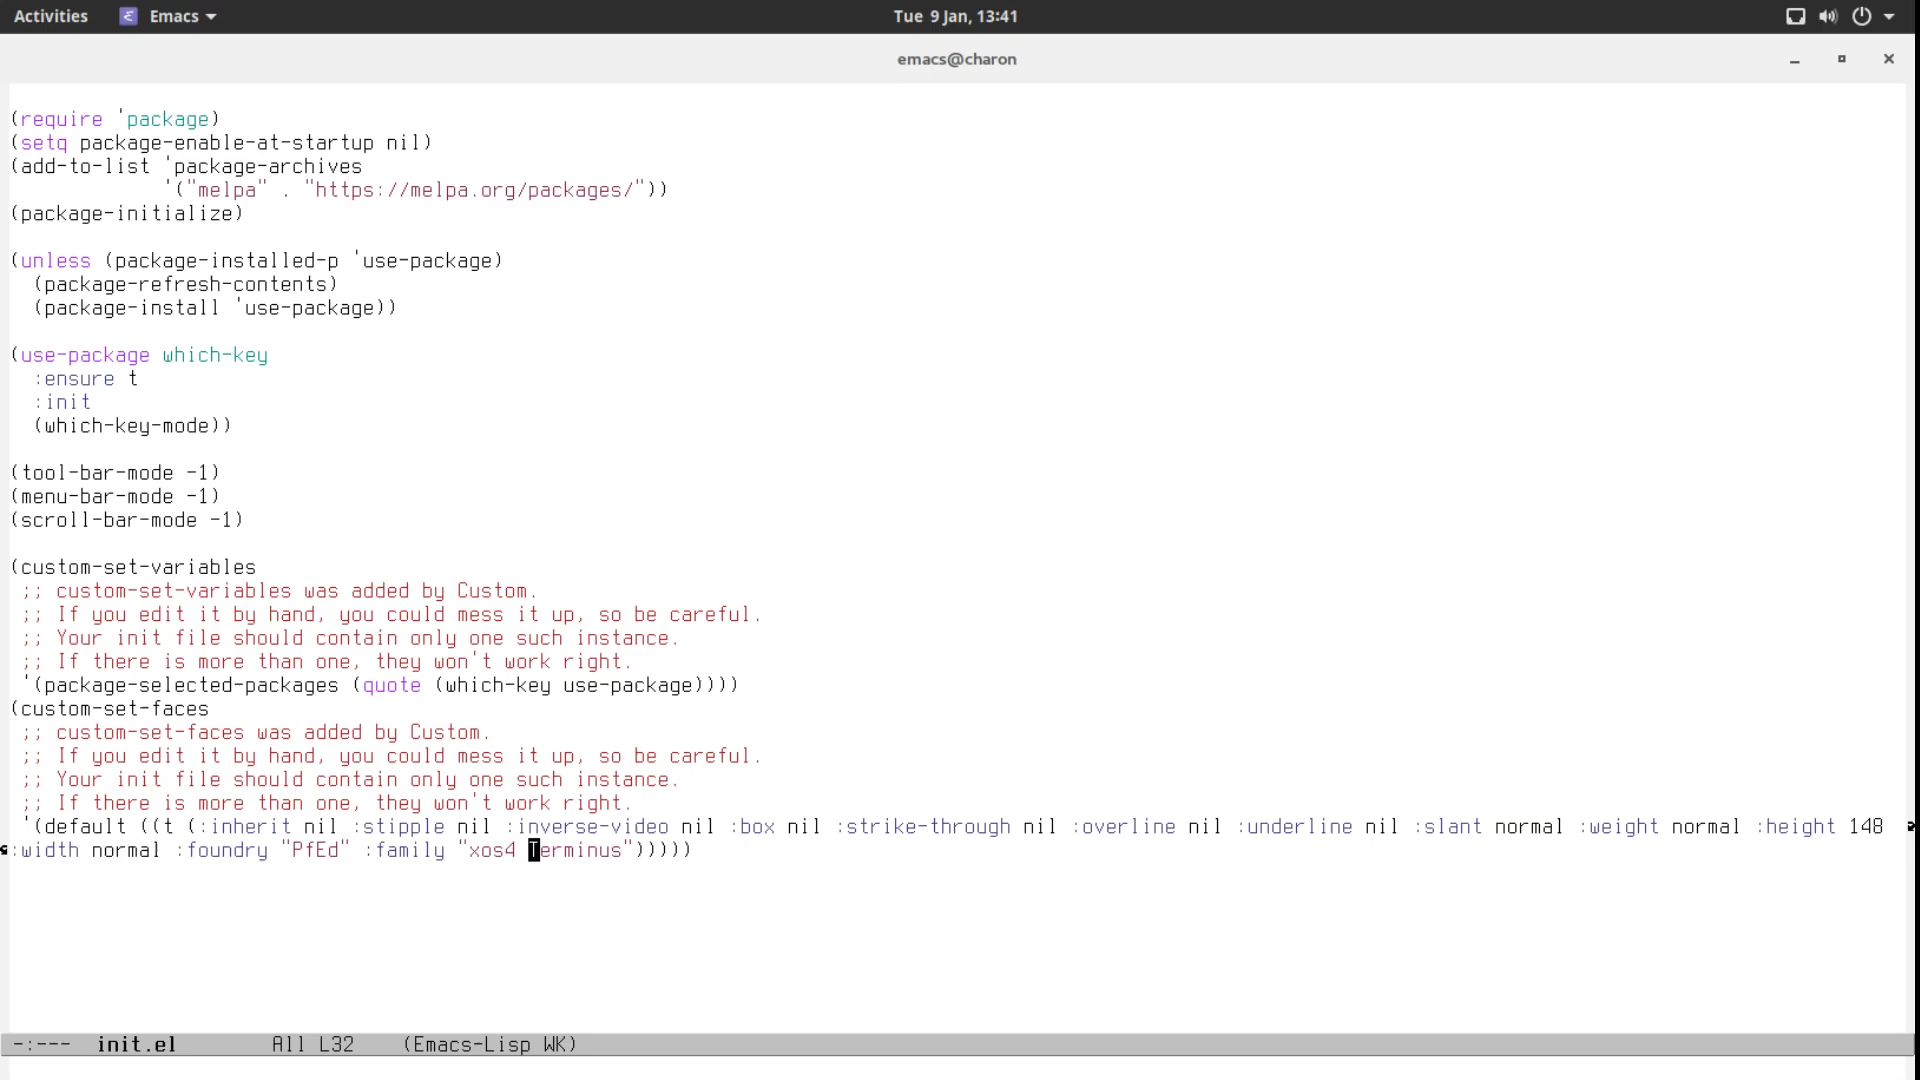 Activities Emacs Tue 9 Jan, 13:41
emacs@charon
(require 'package)
(setq package-enable-at-startup nil)
(add-to-list 'package-archives
'("melpa" . "https://melpa.org/packages/"))
(package-initialize)
(unless (package-installed-p 'use-package)
(package-refresh-contents)
(package-install 'use-package))
(use-package which-key
:ensure t
:init
(which-key-mode))
(tool-bar-mode -1)
(menu-bar-mode -1)
(scroll-bar-mode -1)
(custom-set-variables
;; custom-set-variables was added by Custom.
;; If you edit it by hand, you could mess it up, so be careful.
;; Your init file should contain only one such instance.
;; If there is more than one, they won't work right.
'(package-selected-packages (quote (which-key use-package))))
(custom-set-faces
;; custom-set-faces was added by Custom.
;; If you edit it by hand, you could mess it up, so be careful.
;; Your init file should contain only one such instance.
;; If there is more than one, they won't work right.
'(default ((t (:inherit nil :stipple nil :inverse-video nil :box nil :strike-through nil :overline nil :underline nil :slant normal :weight normal :height 148
:width normal :foundry "PfEd" :family "xos4 Terminus")))))
-:--- init.el All L32 (Emacs-Lisp WK)